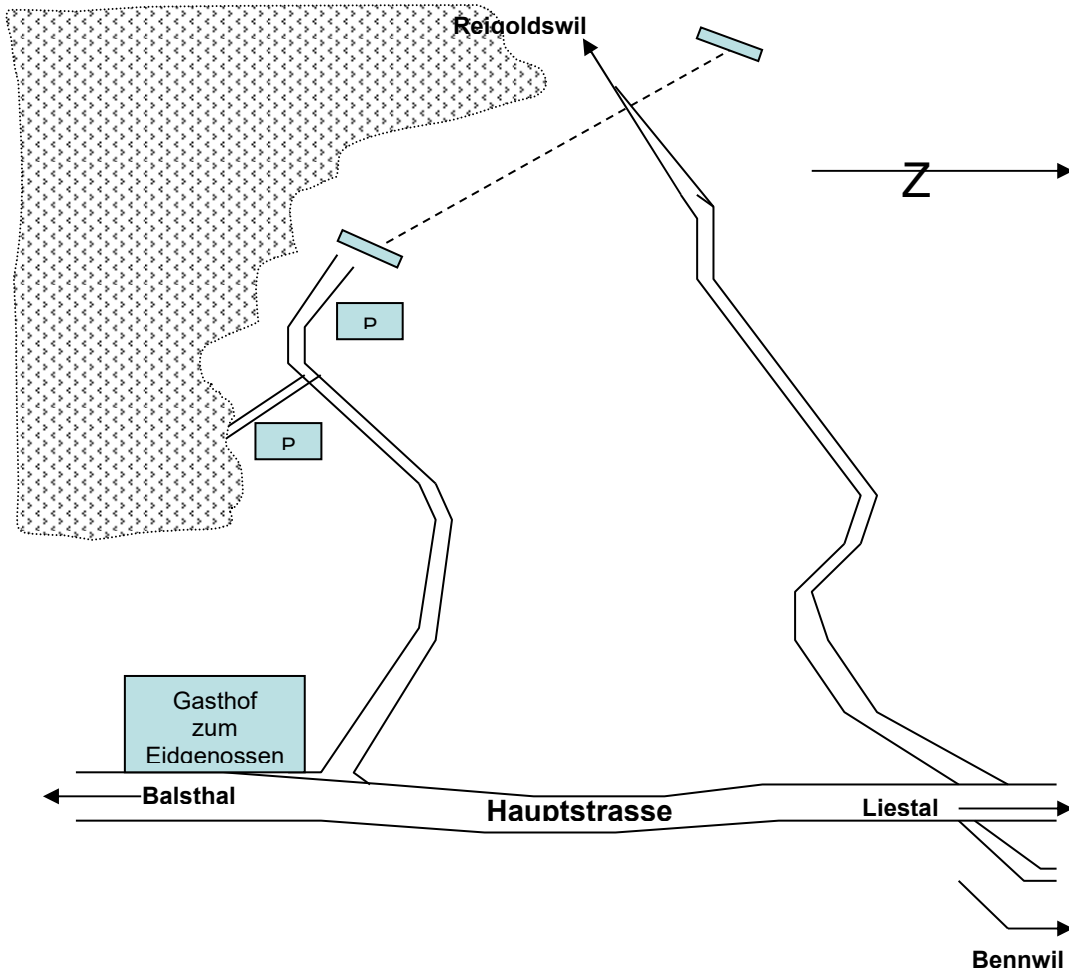 Reigoldswil
Z
P
P
Gasthof
zum
Eidgenossen
Balsthal
Hauptstrasse
Liestal
Bennwil